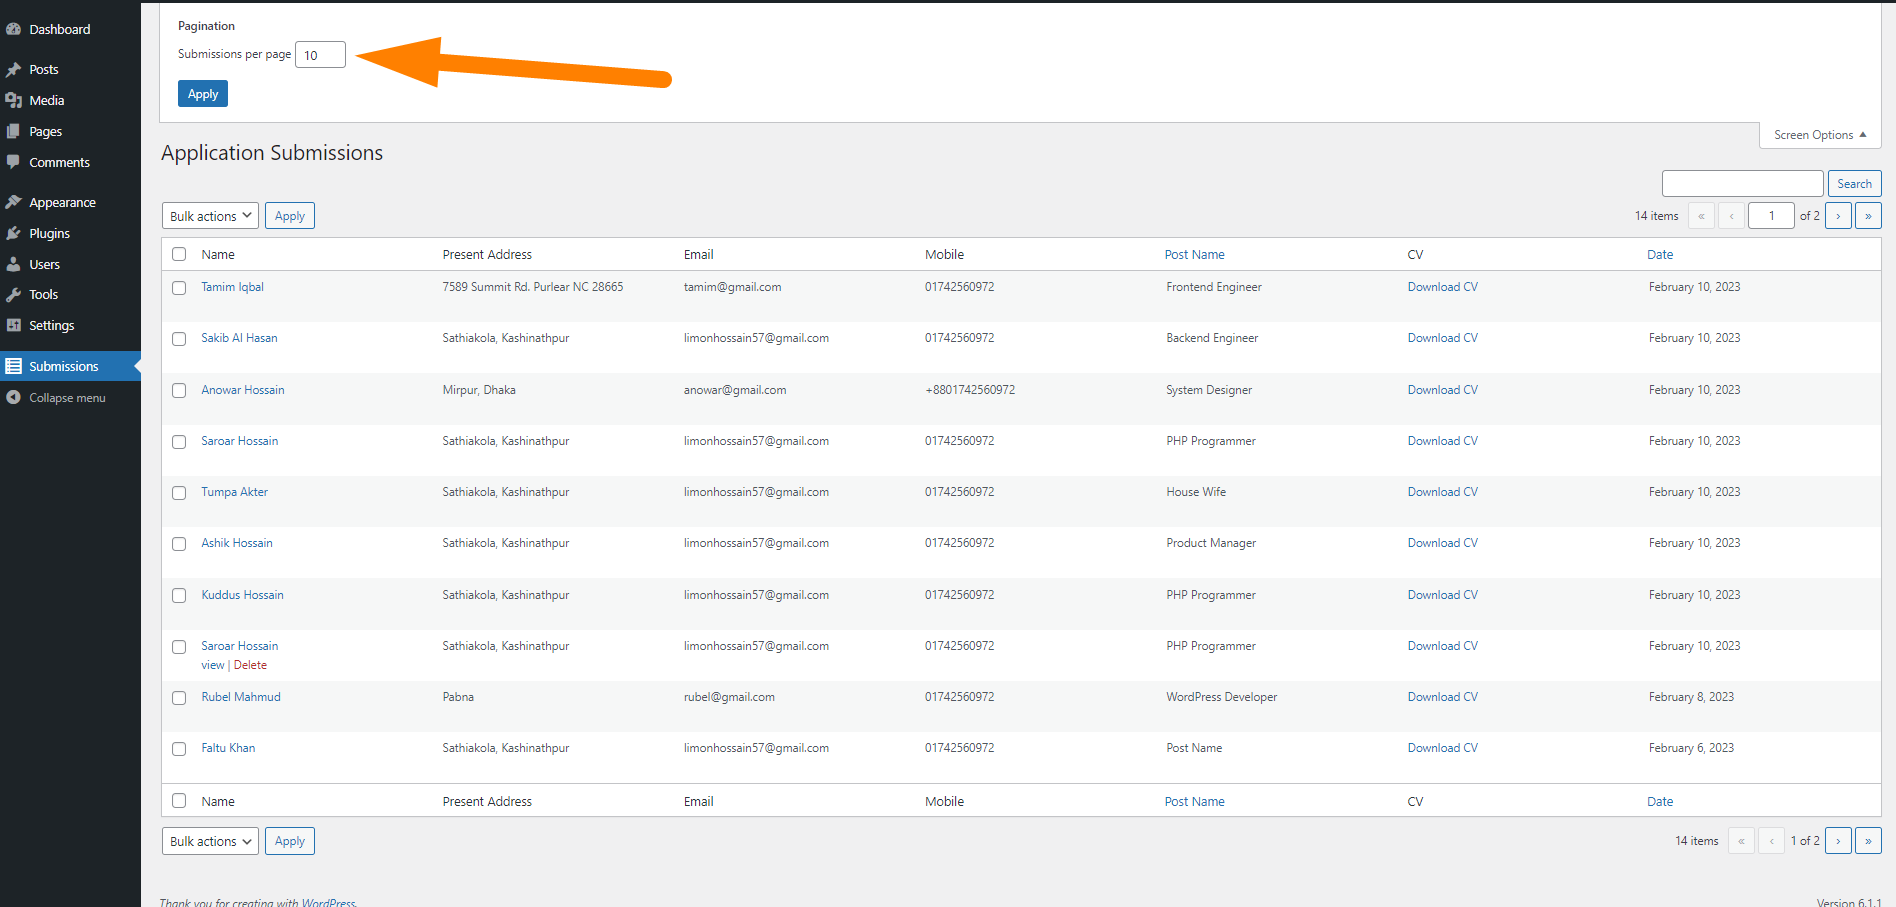 Dashboard
Posts
Media
Pages
Comments
Appearance
Plugins
Users
Tools
Settings
Submissions
Collapse menu
Pagination
Submissions per page 10
Apply
Screen Options
Application Submissions
Search
Bulk actions Apply
14 items « ‹ 1 of 2 › »
Name Present Address Email Mobile Post Name CV Date
Tamim Iqbal 7589 Summit Rd. Purlear NC 28665 tamim@gmail.com 01742560972 Frontend Engineer Download CV February 10, 2023
Sakib Al Hasan Sathiakola, Kashinathpur limonhossain57@gmail.com 01742560972 Backend Engineer Download CV February 10, 2023
Anowar Hossain Mirpur, Dhaka anowar@gmail.com +8801742560972 System Designer Download CV February 10, 2023
Saroar Hossain Sathiakola, Kashinathpur limonhossain57@gmail.com 01742560972 PHP Programmer Download CV February 10, 2023
Tumpa Akter Sathiakola, Kashinathpur limonhossain57@gmail.com 01742560972 House Wife Download CV February 10, 2023
Ashik Hossain Sathiakola, Kashinathpur limonhossain57@gmail.com 01742560972 Product Manager Download CV February 10, 2023
Kuddus Hossain Sathiakola, Kashinathpur limonhossain57@gmail.com 01742560972 PHP Programmer Download CV February 10, 2023
Saroar Hossain Sathiakola, Kashinathpur limonhossain57@gmail.com 01742560972 PHP Programmer Download CV February 10, 2023
view | Delete
Rubel Mahmud Pabna rubel@gmail.com 01742560972 WordPress Developer Download CV February 8, 2023
Faltu Khan Sathiakola, Kashinathpur limonhossain57@gmail.com 01742560972 Post Name Download CV February 6, 2023
Name Present Address Email Mobile Post Name CV Date
Bulk actions Apply
14 items « ‹ 1 of 2 › »
Thank you for creating with WordPress.
Version 6.1.1